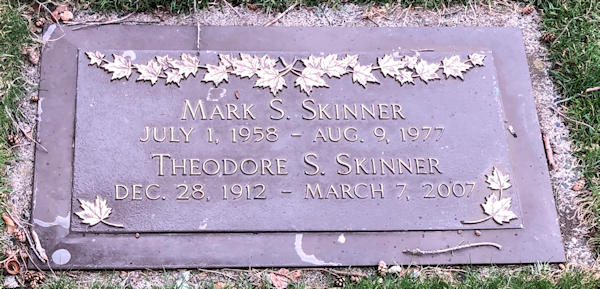 MARK S. SKINNER
JULY 1, 1958 – AUG. 9, 1977
THEODORE S. SKINNER
DEC. 28, 1912 – MARCH 7, 2007